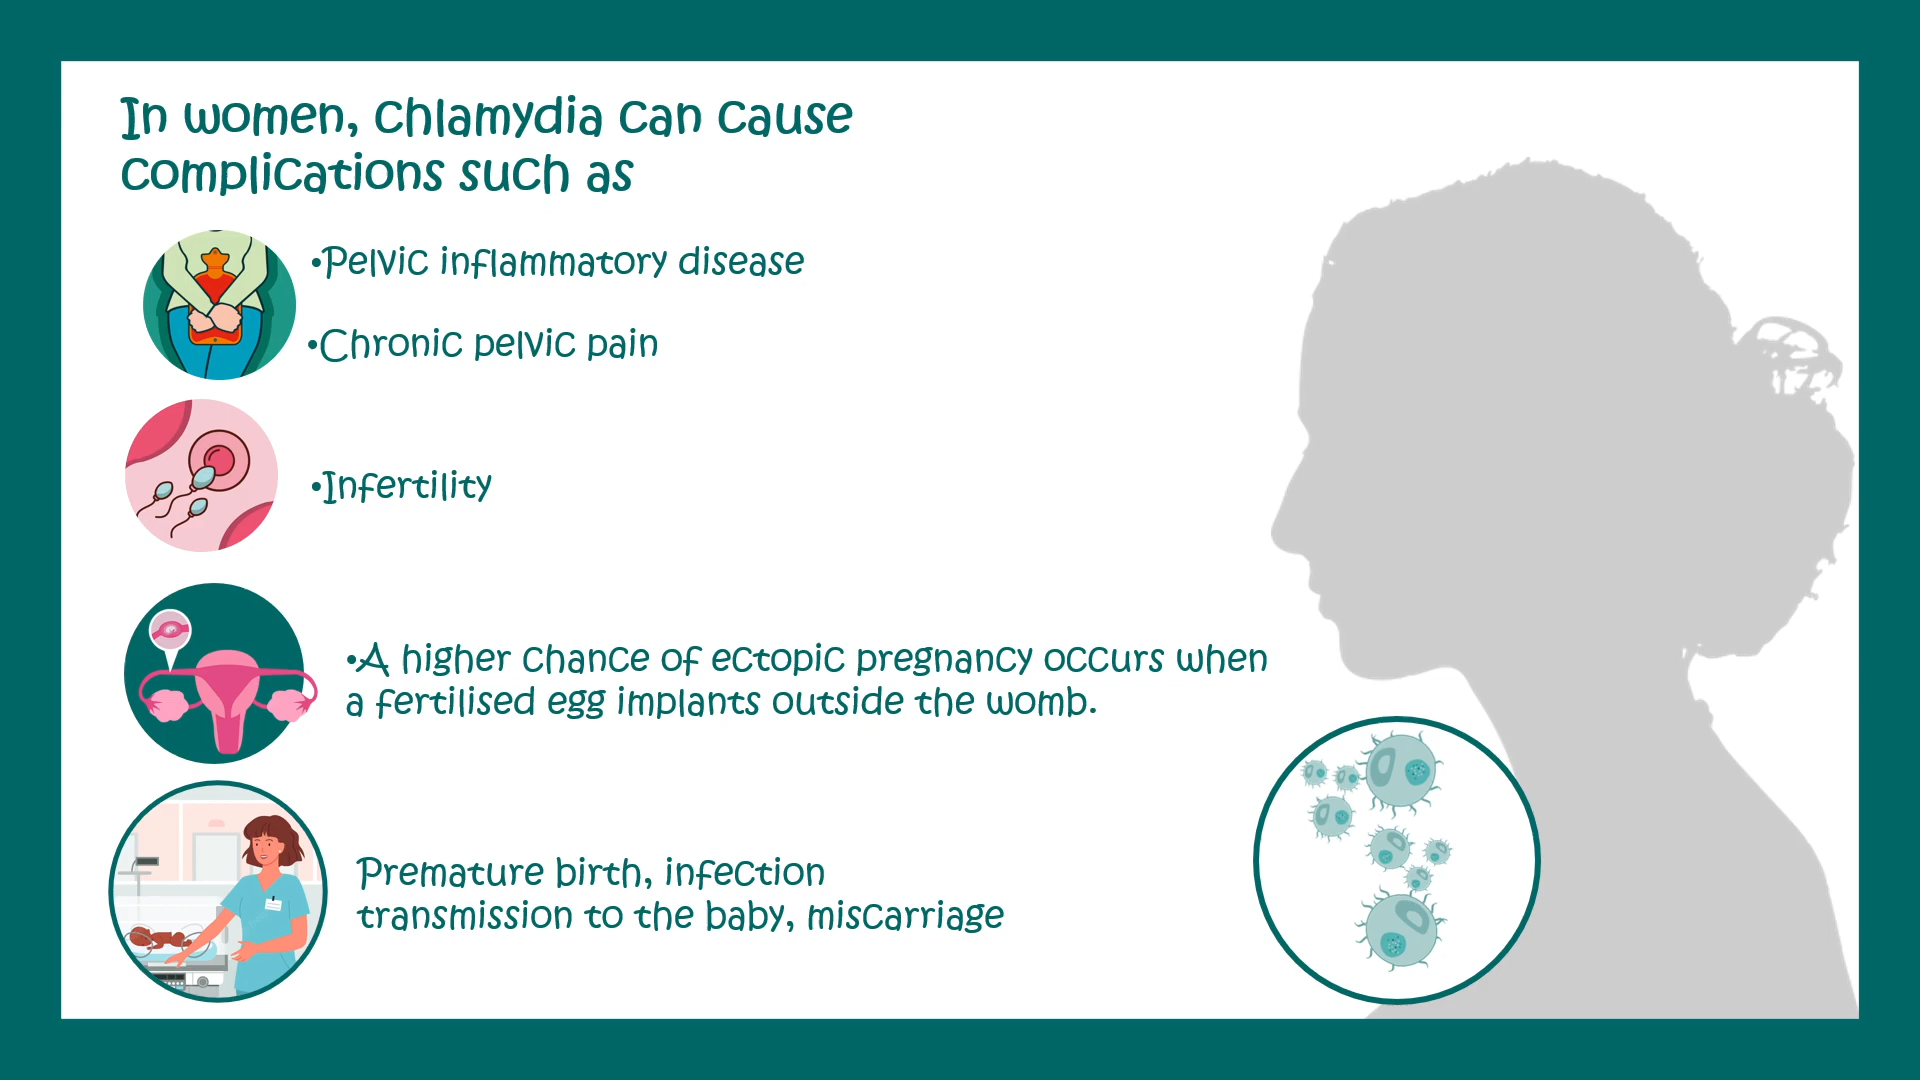 In women, chlamydia can cause
complications such as
•Pelvic inflammatory disease
•Chronic pelvic pain
•Infertility
•A higher chance of ectopic pregnancy occurs when
a fertilised egg implants outside the womb.
Premature birth, infection
transmission to the baby, miscarriage